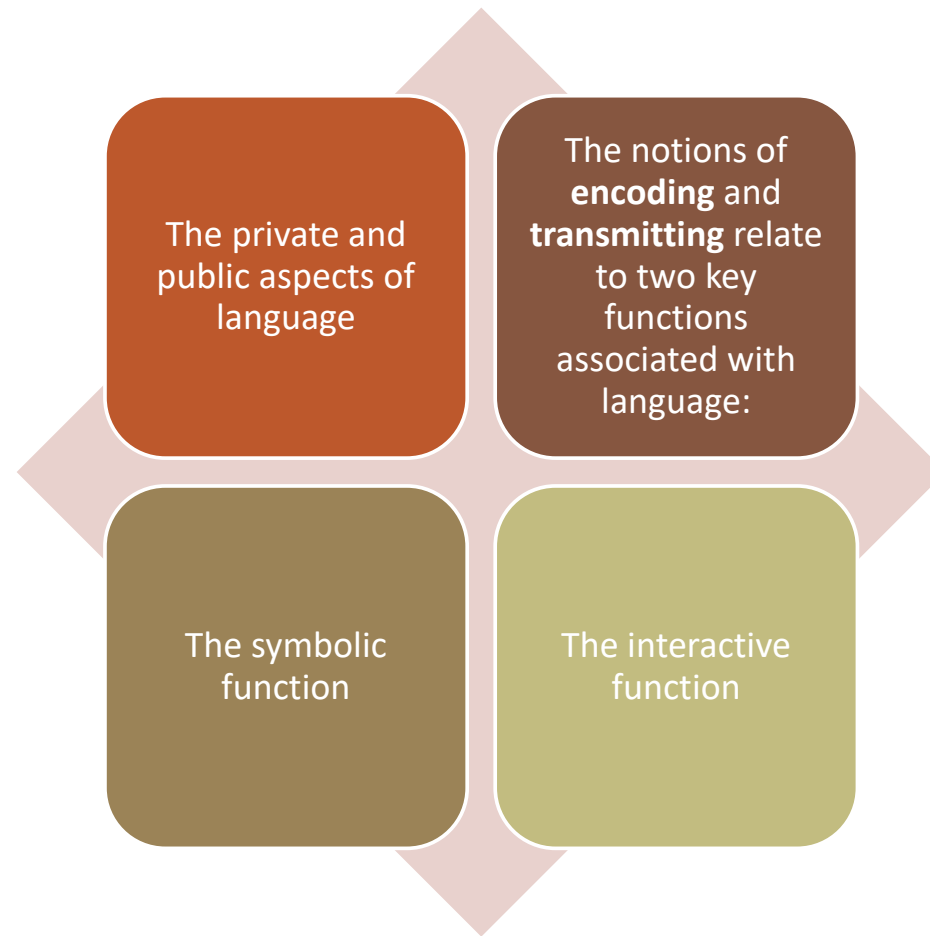 The private and
public aspects of
language
The notions of
encoding and
transmitting relate
to two key
functions
associated with
language:
The symbolic
function
The interactive
function